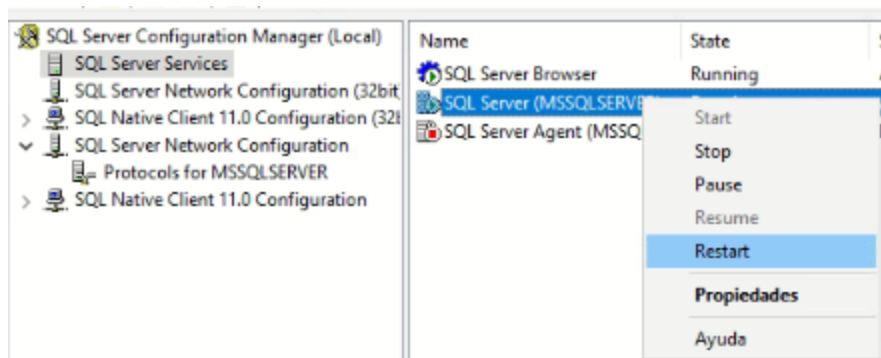 SQL Server Configuration Manager (Local)
SQL Server Services
SQL Server Network Configuration (32bit
SQL Native Client 11.0 Configuration (32
SQL Server Network Configuration
Protocols for MSSQLSERVER
SQL Native Client 11.0 Configuration
Name State
SQL Server Browser Running
SQL Server (MSSQLSERVE
SQL Server Agent (MSSQ
Start
Stop
Pause
Resume
Restart
Propiedades
Ayuda